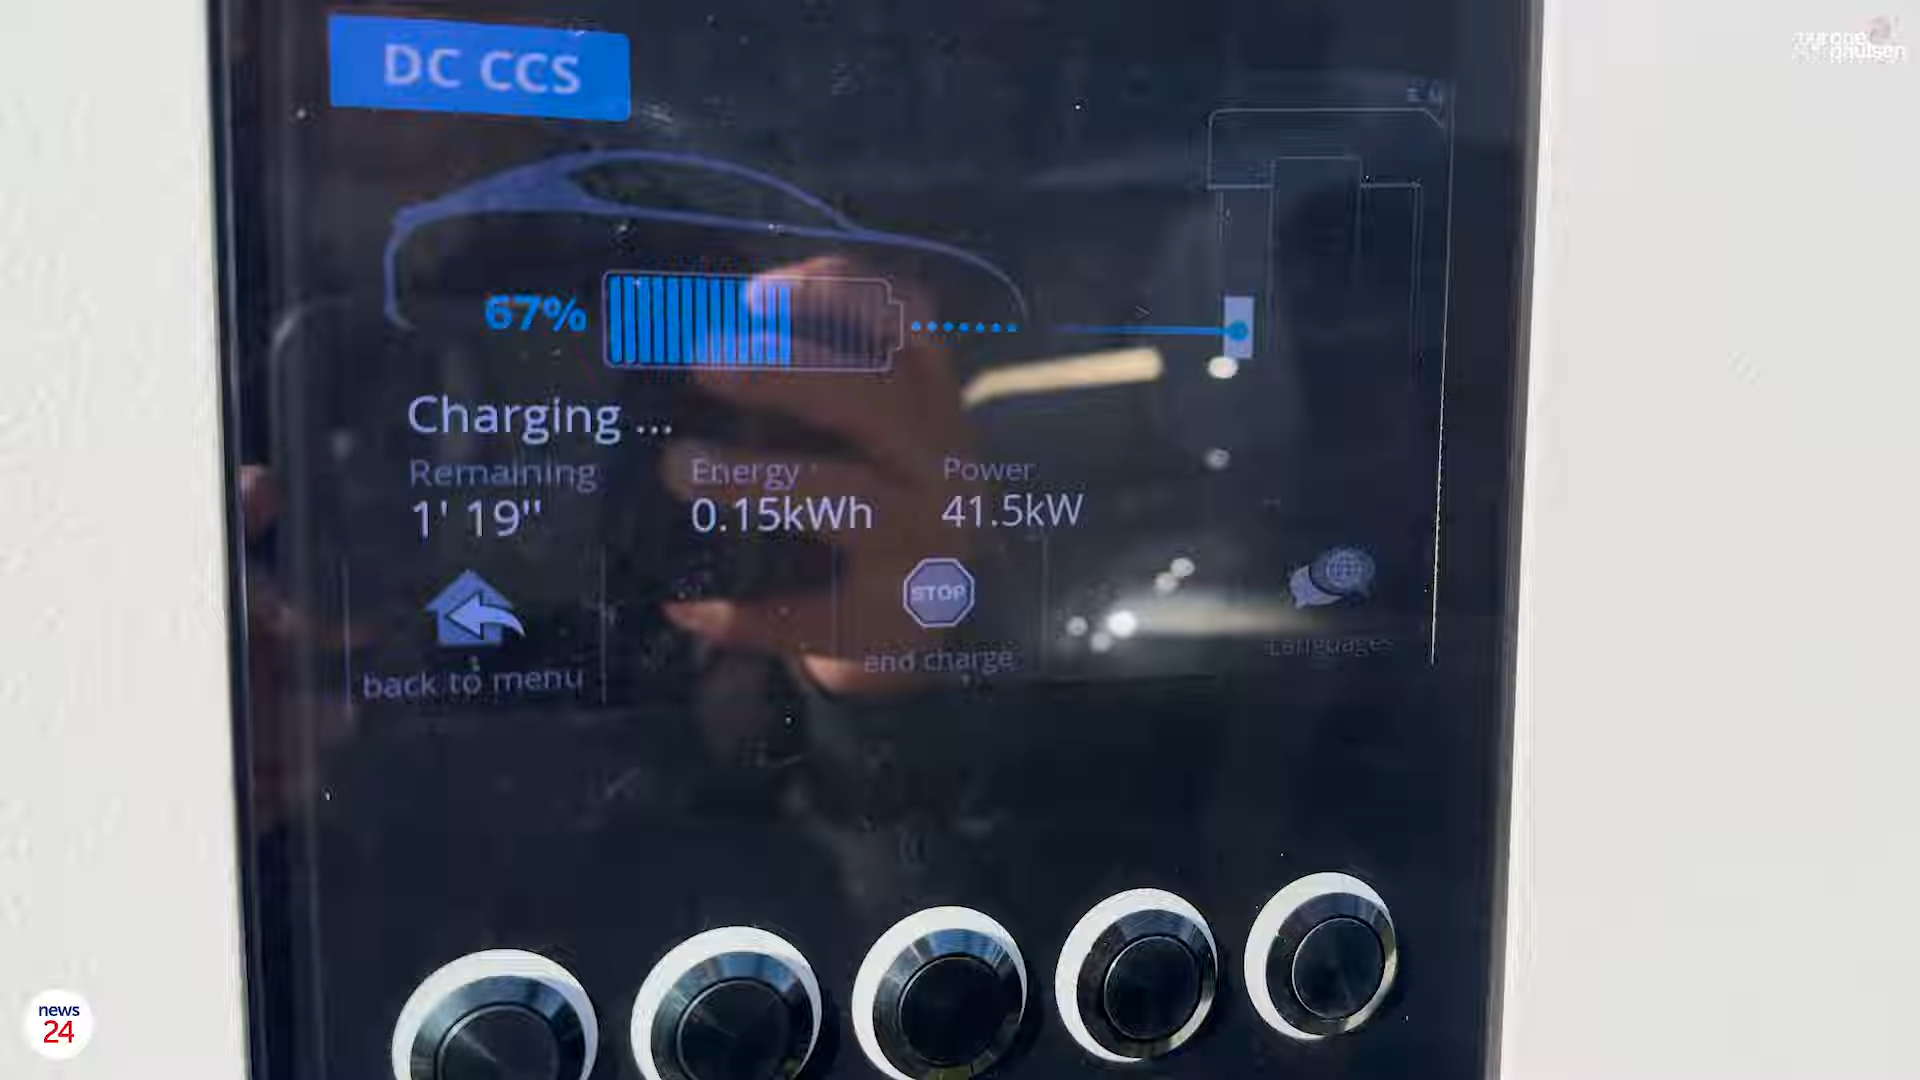 DC CCS
67%
Charging ...
Remaining
1' 19"
Energy
0.15kWh
Power
41.5kW
back to menu
STOP
end charge
Languages
news
24